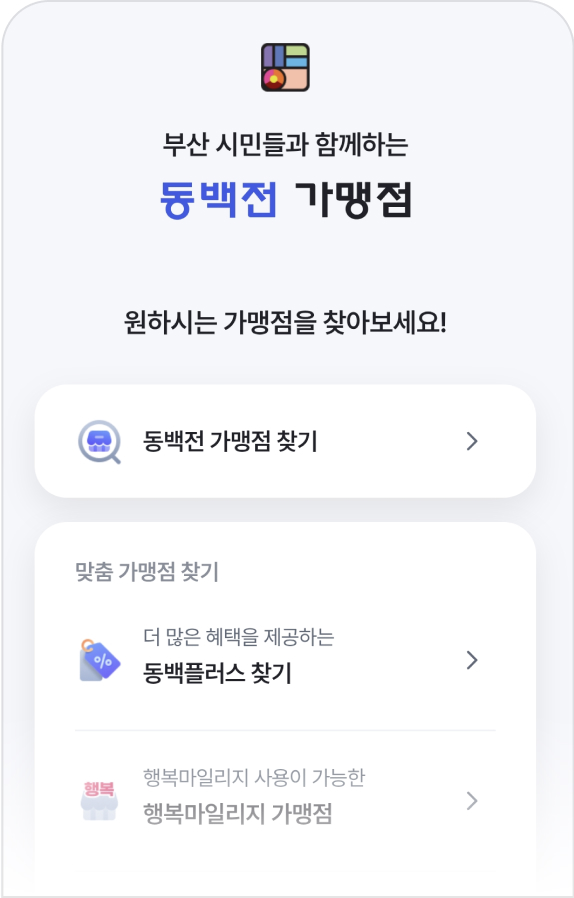 부산 시민들과 함께하는
동백전 가맹점
원하시는 가맹점을 찾아보세요!
동백전 가맹점 찾기
맞춤 가맹점 찾기
더 많은 혜택을 제공하는
%
동백플러스 찾기
행복마일리지 사용이 가능한
행복
행복마일리지 가맹점